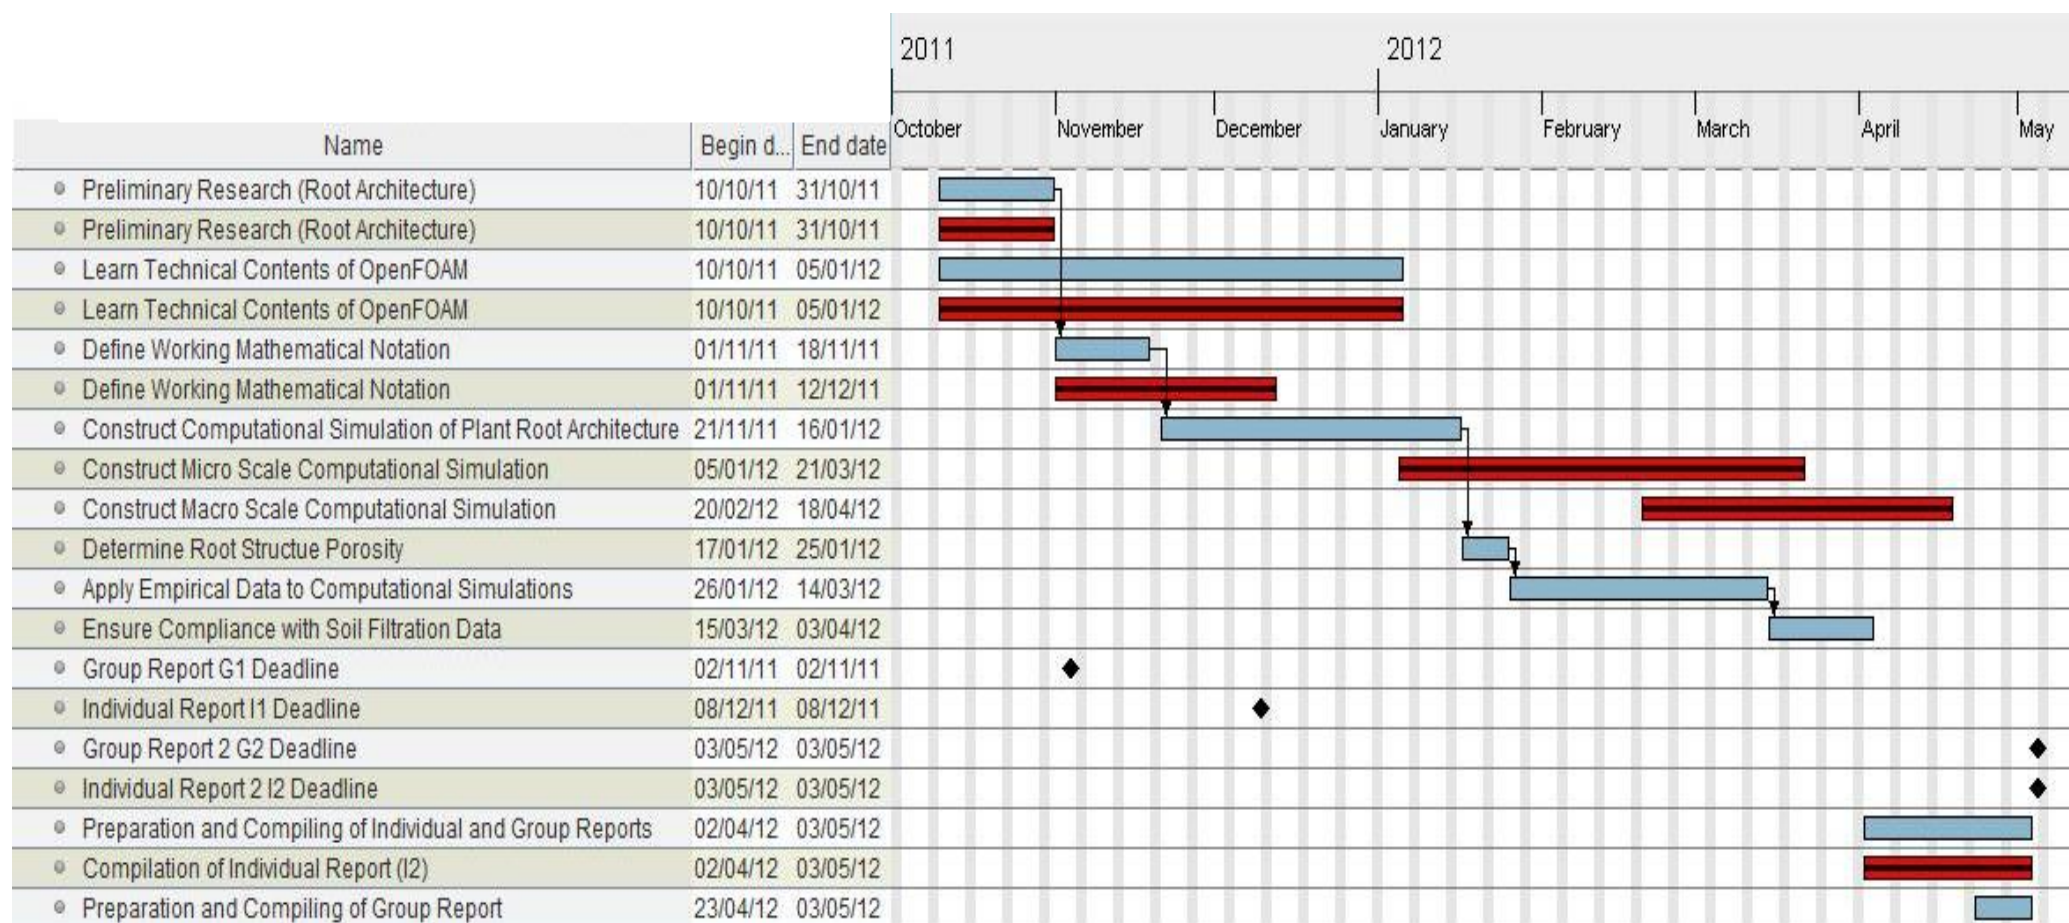 2011 2012
October November December January February March April May
Name Begin d... End date
Preliminary Research (Root Architecture) 10/10/11 31/10/11
Preliminary Research (Root Architecture) 10/10/11 31/10/11
Learn Technical Contents of OpenFOAM 10/10/11 05/01/12
Learn Technical Contents of OpenFOAM 10/10/11 05/01/12
Define Working Mathematical Notation 01/11/11 18/11/11
Define Working Mathematical Notation 01/11/11 12/12/11
Construct Computational Simulation of Plant Root Architecture 21/11/11 16/01/12
Construct Micro Scale Computational Simulation 05/01/12 21/03/12
Construct Macro Scale Computational Simulation 20/02/12 18/04/12
Determine Root Structue Porosity 17/01/12 25/01/12
Apply Empirical Data to Computational Simulations 26/01/12 14/03/12
Ensure Compliance with Soil Filtration Data 15/03/12 03/04/12
Group Report G1 Deadline 02/11/11 02/11/11
Individual Report I1 Deadline 08/12/11 08/12/11
Group Report 2 G2 Deadline 03/05/12 03/05/12
Individual Report 2 I2 Deadline 03/05/12 03/05/12
Preparation and Compiling of Individual and Group Reports 02/04/12 03/05/12
Compilation of Individual Report (I2) 02/04/12 03/05/12
Preparation and Compiling of Group Report 23/04/12 03/05/12